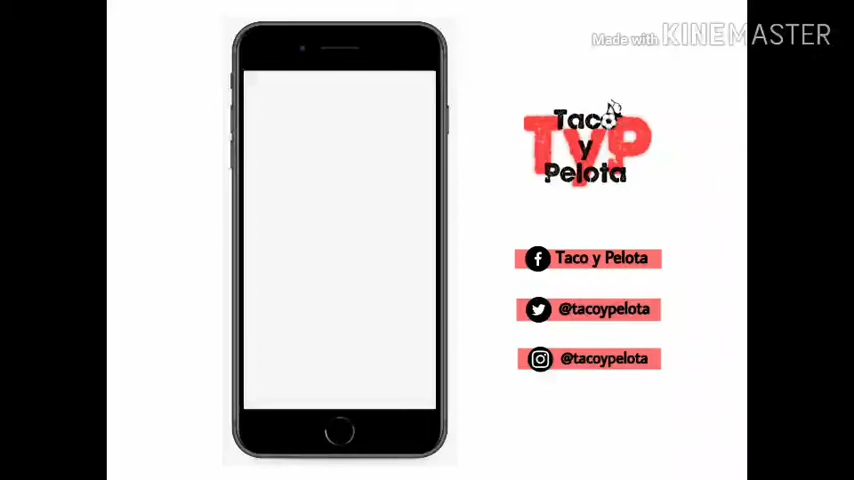 Made with KINEMASTER
TyP
Taco
y
Pelota
Taco y Pelota
@tacoypelota
@tacoypelota